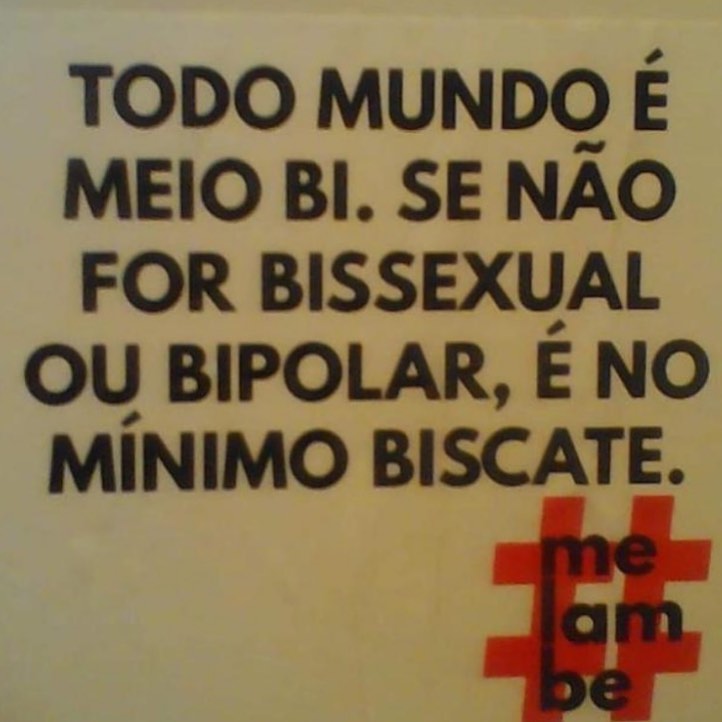 TODO MUNDO É
MEIO BI. SE NÃO
FOR BISSEXUAL
OU BIPOLAR, É NO
MÍNIMO BISCATE.
#
me
lam
be